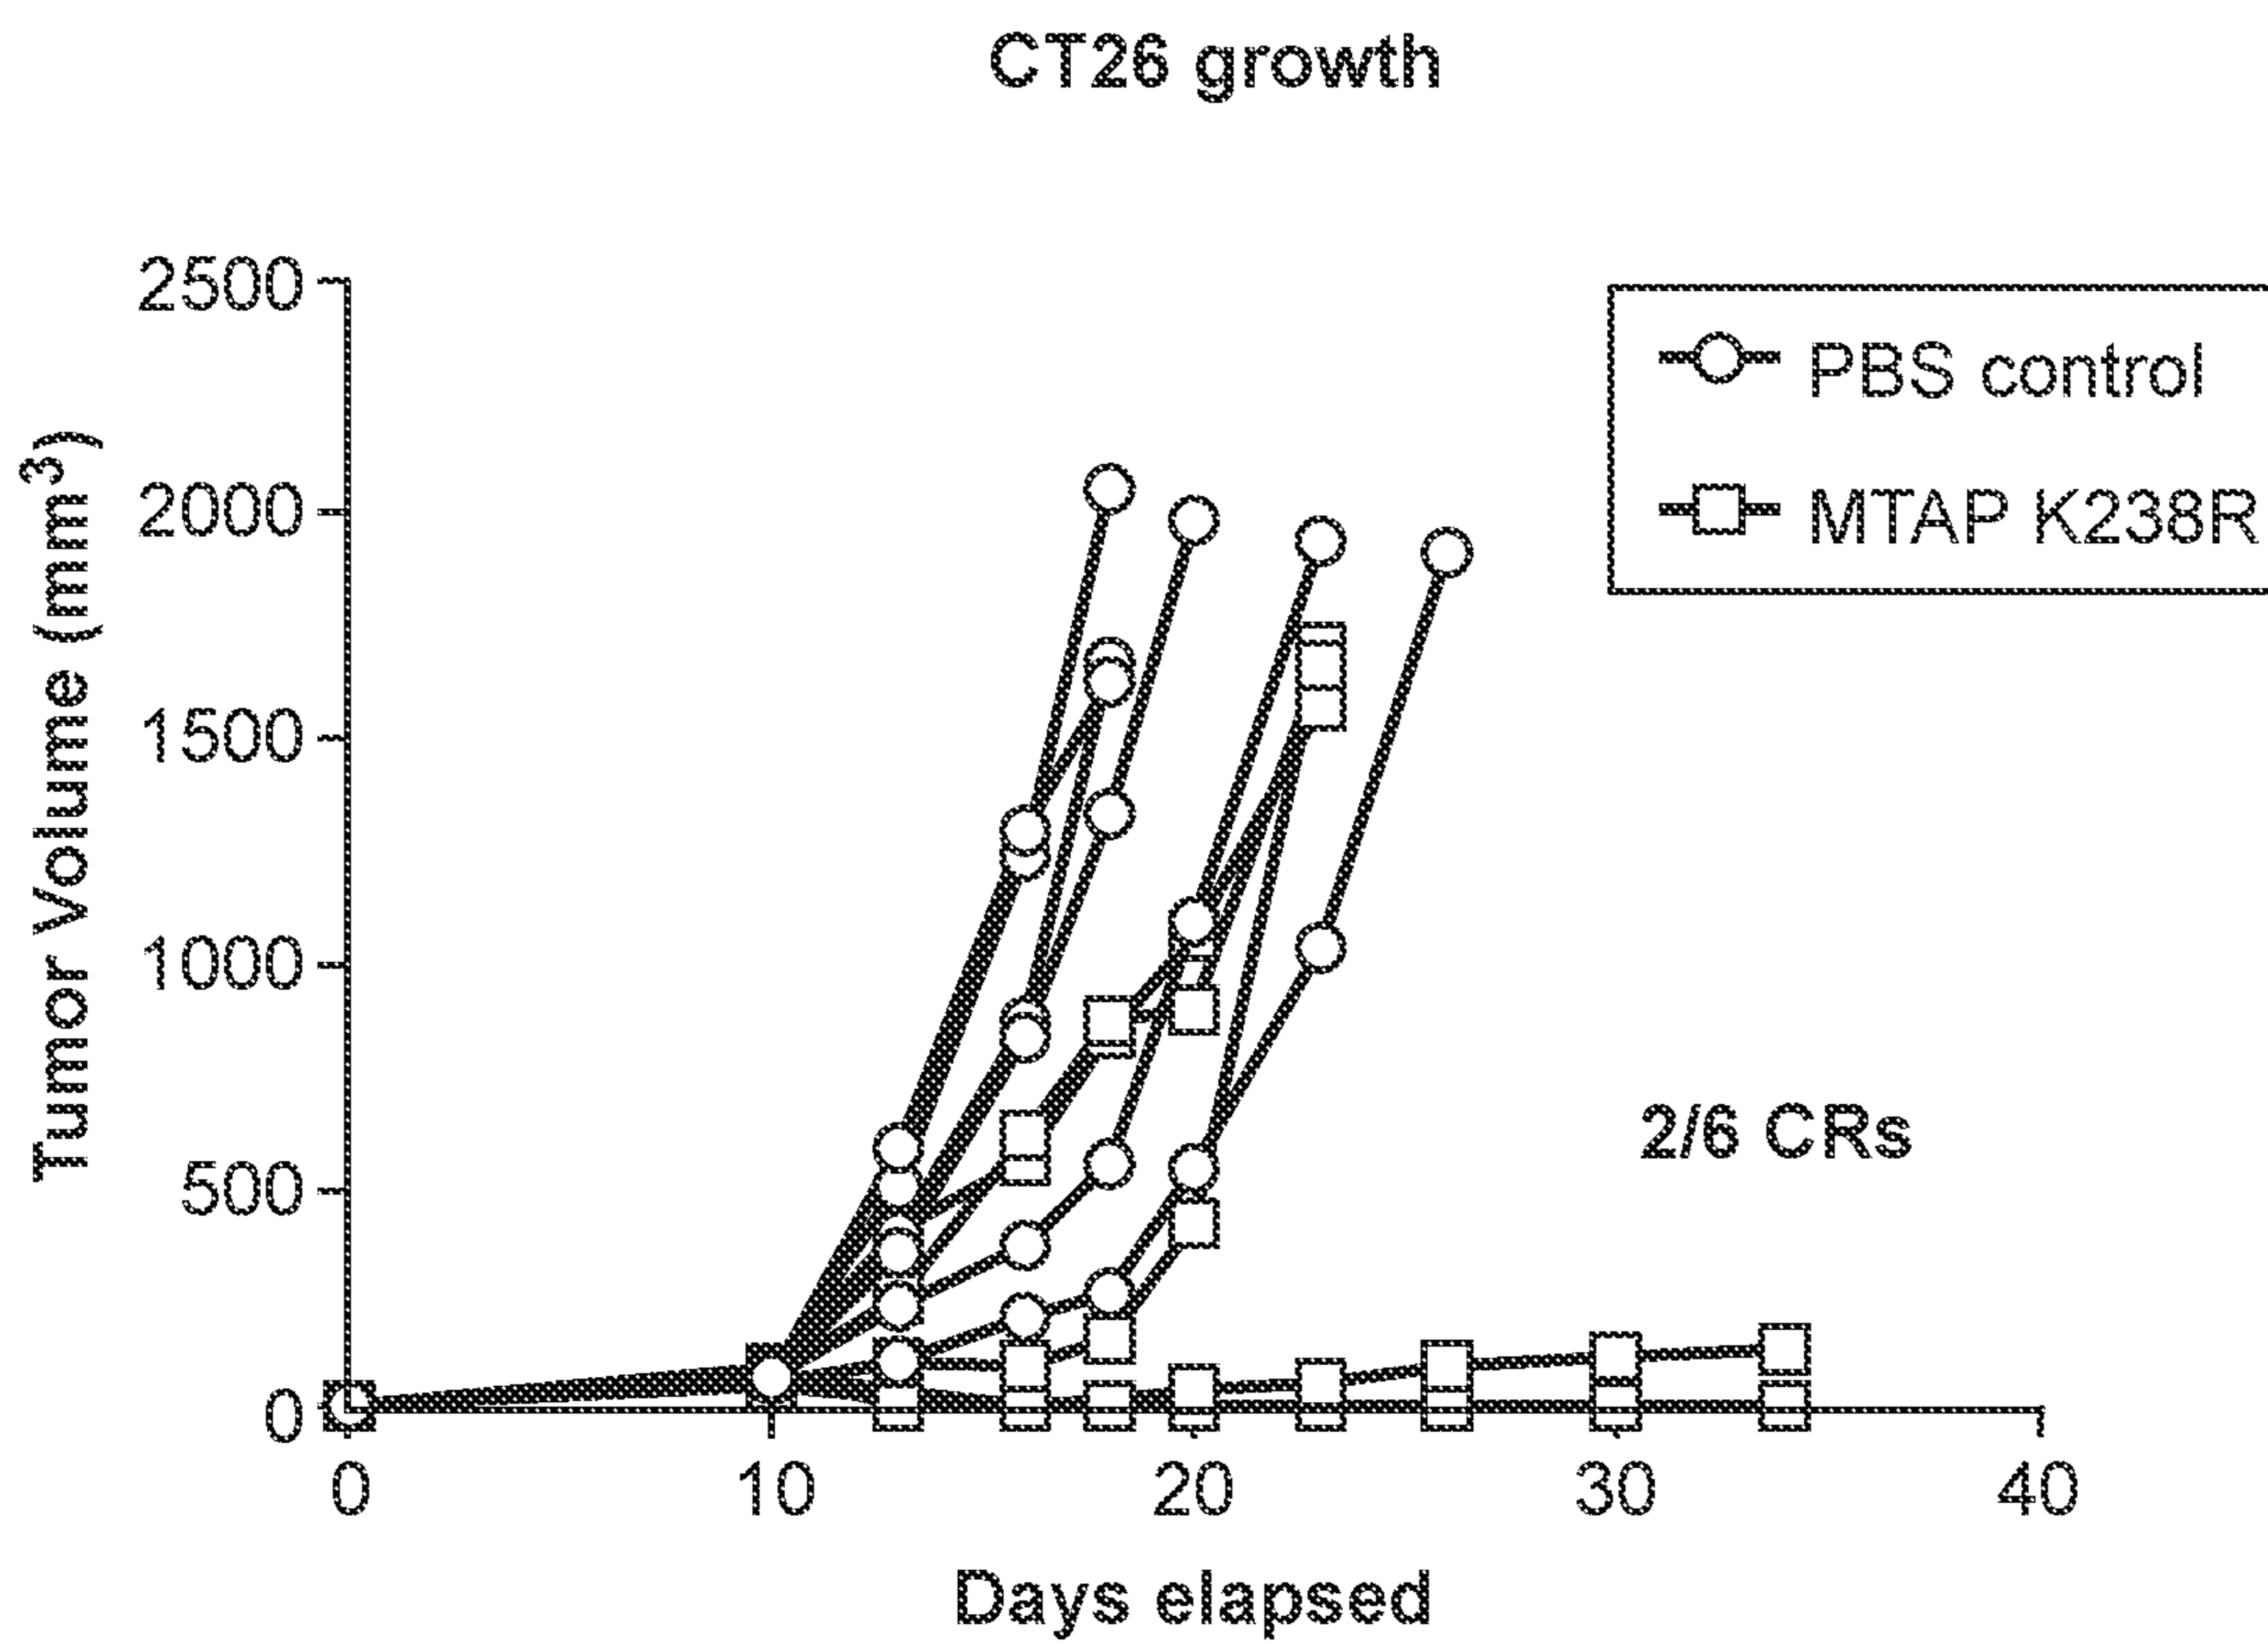 CT26 growth
2500
2000
1500
1000
500
0
Tumor Volume (mm³)
PBS control
MTAP K238R
2/6 CRs
0 10 20 30 40
Days elapsed